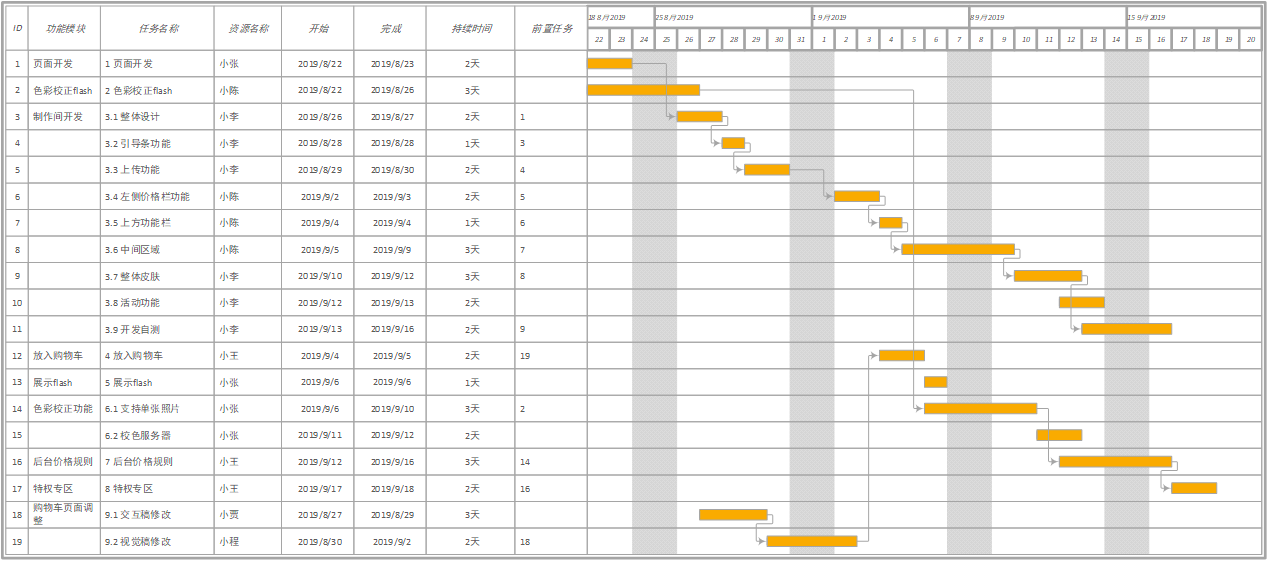 ID 功能模块 任务名称 资源名称 开始 完成 持续时间 前置任务 18 8月2019 25 8月2019 1 9月2019 8 9月2019 15 9月2019
22 23 24 25 26 27 28 29 30 31 1 2 3 4 5 6 7 8 9 10 11 12 13 14 15 16 17 18 19 20
1 页面开发 1 页面开发 小张 2019/8/22 2019/8/23 2天
2 色彩校正flash 2 色彩校正flash 小陈 2019/8/22 2019/8/26 3天
3 制作间开发 3.1 整体设计 小李 2019/8/26 2019/8/27 2天 1
4 3.2 引导条功能 小李 2019/8/28 2019/8/28 1天 3
5 3.3 上传功能 小李 2019/8/29 2019/8/30 2天 4
6 3.4 左侧价格栏功能 小陈 2019/9/2 2019/9/3 2天 5
7 3.5 上方功能栏 小陈 2019/9/4 2019/9/4 1天 6
8 3.6 中间区域 小陈 2019/9/5 2019/9/9 3天 7
9 3.7 整体皮肤 小李 2019/9/10 2019/9/12 3天 8
10 3.8 活动功能 小李 2019/9/12 2019/9/13 2天
11 3.9 开发自测 小李 2019/9/13 2019/9/16 2天 9
12 放入购物车 4 放入购物车 小王 2019/9/4 2019/9/5 2天 19
13 展示flash 5 展示flash 小张 2019/9/6 2019/9/6 1天
14 色彩校正功能 6.1 支持单张照片 小张 2019/9/6 2019/9/10 3天 2
15 6.2 校色服务器 小张 2019/9/11 2019/9/12 2天
16 后台价格规则 7 后台价格规则 小王 2019/9/12 2019/9/16 3天 14
17 特权专区 8 特权专区 小王 2019/9/17 2019/9/18 2天 16
18 购物车页面调整 9.1 交互稿修改 小贾 2019/8/27 2019/8/29 3天
19 9.2 视觉稿修改 小程 2019/8/30 2019/9/2 2天 18